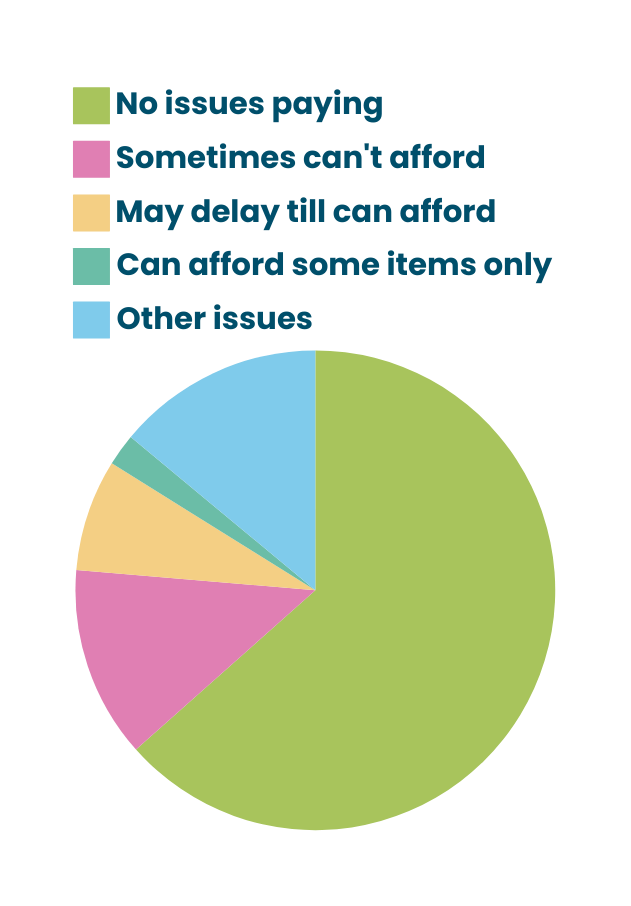 No issues paying
Sometimes can't afford
May delay till can afford
Can afford some items only
Other issues